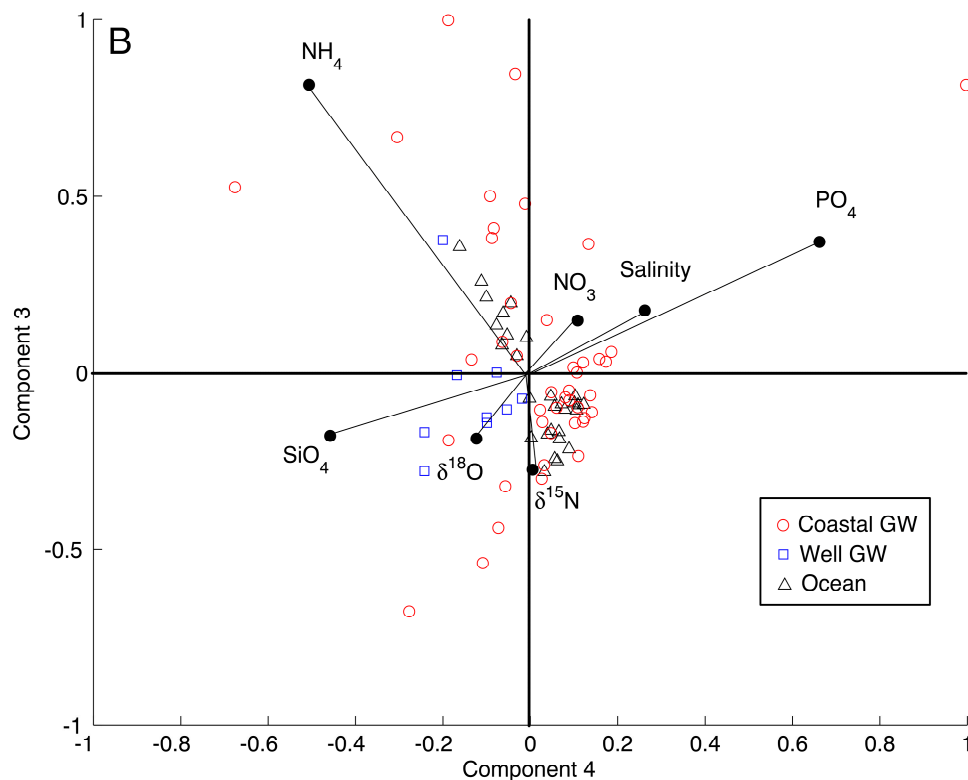 B
1
0.5
0
-0.5
-1
Component 3
NH4
PO4
Salinity
NO3
SiO4
δ18O
δ15N
Coastal GW
Well GW
Ocean
-1 -0.8 -0.6 -0.4 -0.2 0 0.2 0.4 0.6 0.8 1
Component 4